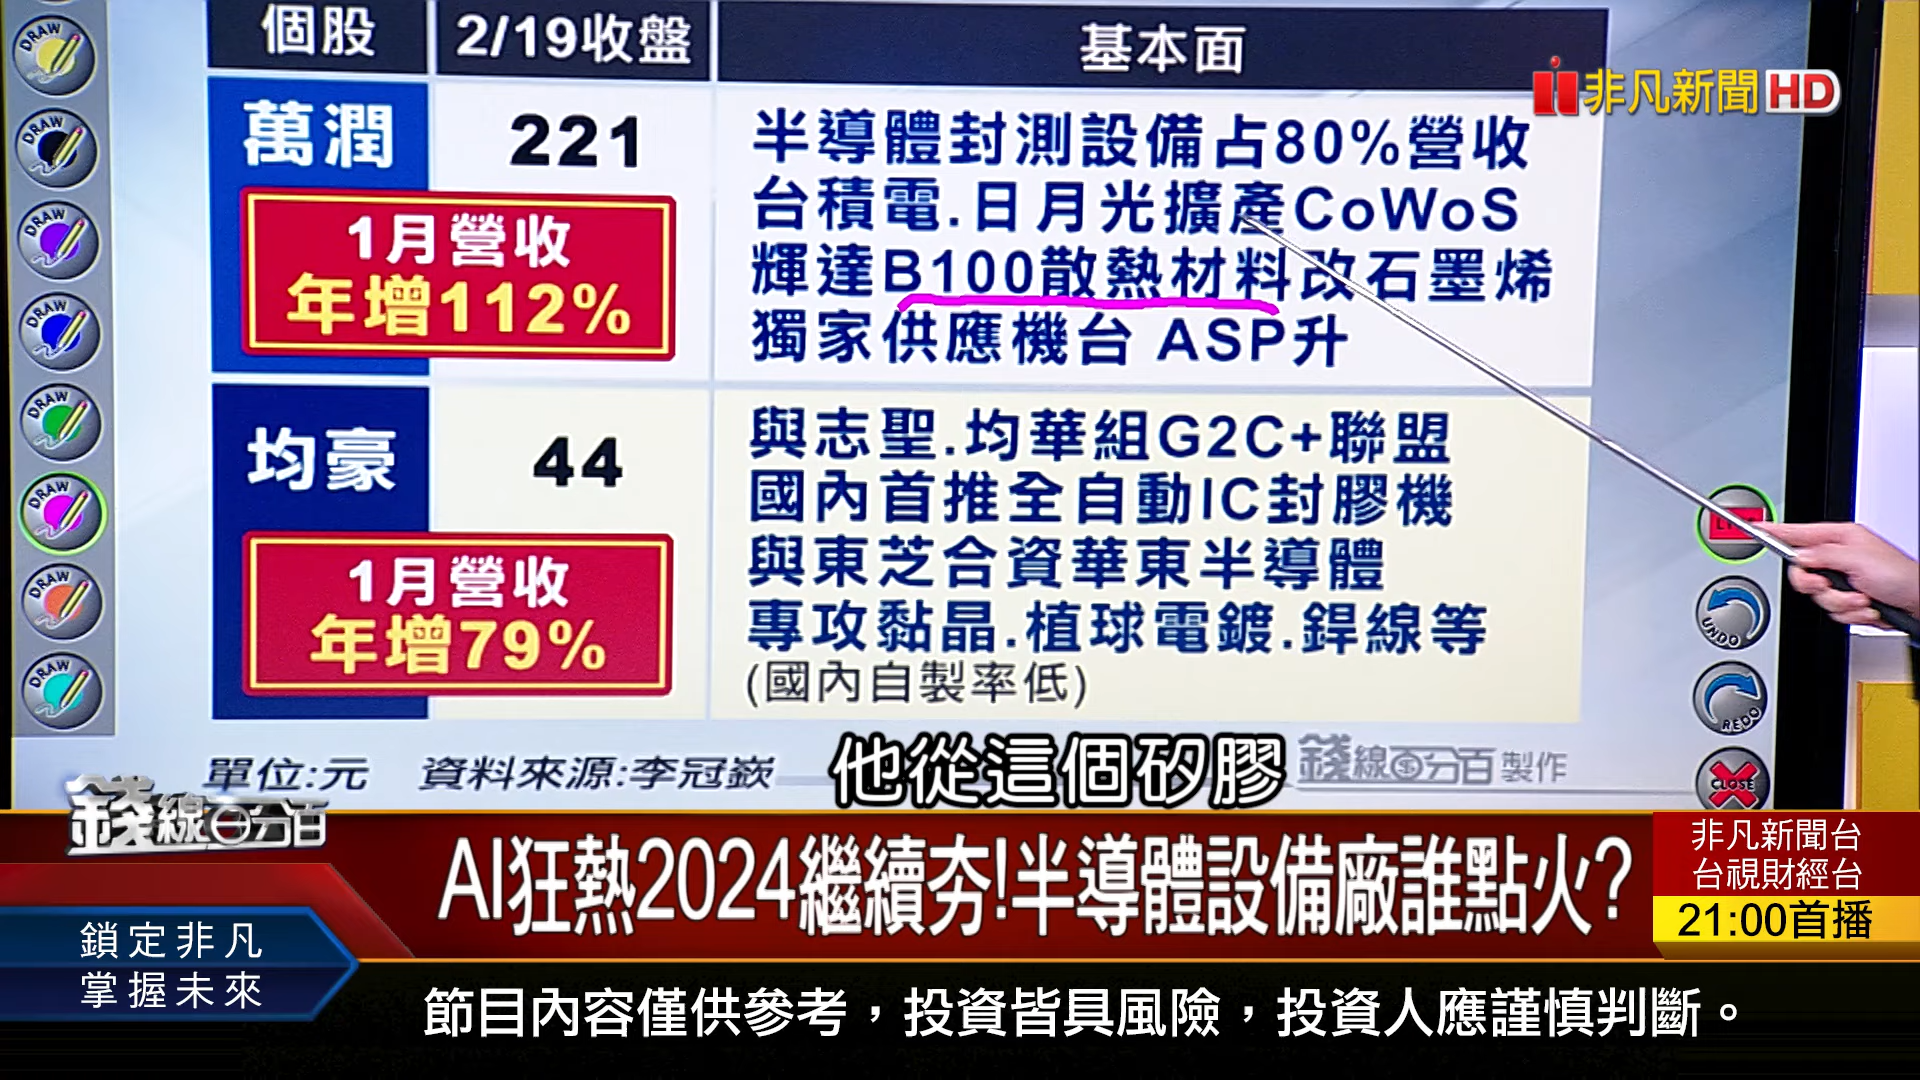 個股 2/19收盤 基本面
非凡新聞HD
萬潤 221
1月營收
年增112%
半導體封測設備占80%營收
台積電.日月光擴產CoWoS
輝達B100散熱材料改石墨烯
獨家供應機台 ASP升
均豪 44
1月營收
年增79%
與志聖.均華組G2C+聯盟
國內首推全自動IC封膠機
與東芝合資華東半導體
專攻黏晶.植球電鍍.銲線等
(國內自製率低)
單位:元 資料來源:李冠嶔
錢線百分百 製作
他從這個矽膠
DRAW
DRAW
DRAW
DRAW
DRAW
DRAW
DRAW
DRAW
UNDO
REDO
CLOSE
錢線百分百
AI狂熱2024繼續夯!半導體設備廠誰點火?
非凡新聞台
台視財經台
21:00首播
鎖定非凡
掌握未來
節目內容僅供參考，投資皆具風險，投資人應謹慎判斷。